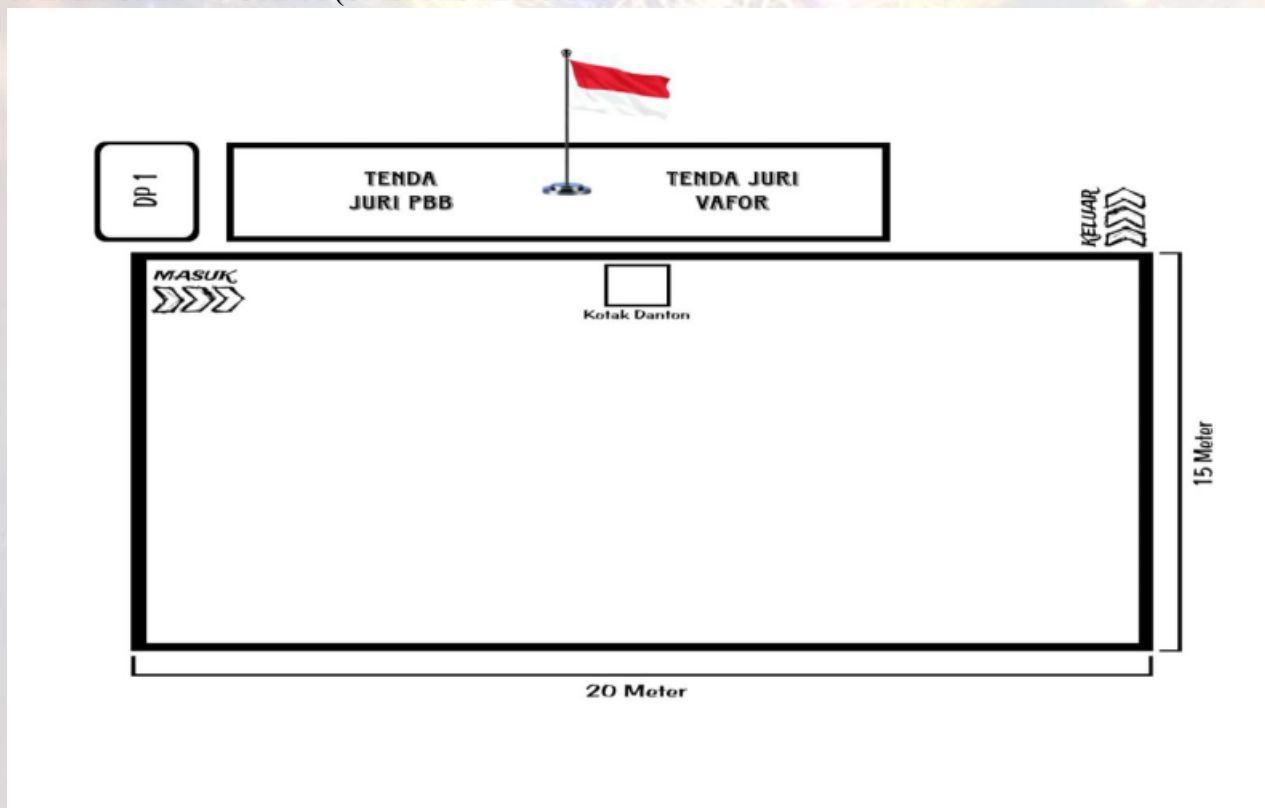 DP 1
TENDA
JURI PBB
TENDA JURI
VAFOR
KELUAR
MASUK
Kotak Danton
15 Meter
20 Meter